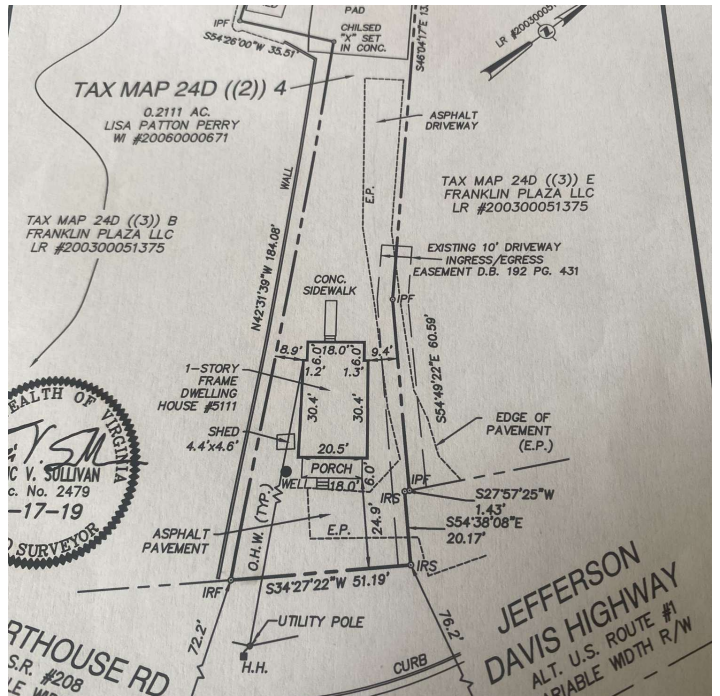 PAD
CHILSED
"X" SET
IN CONC.
IPF
S54°26'00"W 35.51'
S46°04'17"E 13
LR #20030005
TAX MAP 24D ((2)) 4
0.2111 AC.
LISA PATTON PERRY
WI #20060000671
ASPHALT
DRIVEWAY
WALL
E.P.
TAX MAP 24D ((3)) E
FRANKLIN PLAZA LLC
LR #200300051375
TAX MAP 24D ((3)) B
FRANKLIN PLAZA LLC
LR #200300051375
N42°31'39"W 184.08'
EXISTING 10' DRIVEWAY
INGRESS/EGRESS
EASEMENT D.B. 192 PG. 431
CONC.
SIDEWALK
IPF
S54°49'22"E 60.59'
8.9'
6.0'
18.0'
6.0'
9.4'
1.2'
1.3'
1-STORY
FRAME
DWELLING
HOUSE #5111
30.4'
30.4'
SHED
4.4'x4.6'
20.5'
PORCH
WELL
18.0'
6.0'
EDGE OF
PAVEMENT
(E.P.)
IPF
IRS
S27°57'25"W
1.43'
S54°38'08"E
20.17'
EALTH OF VIRGINIA
C V. SULLIVAN
c. No. 2479
-17-19
SURVEYOR
O.H.W. (TYP.)
ASPHALT
PAVEMENT
E.P.
24.9'
IRF
S34°27'22"W 51.19'
IRS
72.2'
76.2'
UTILITY POLE
H.H.
CURB
RTHOUSE RD
S.R. #208
LE WID
JEFFERSON
DAVIS HIGHWAY
ALT. U.S. ROUTE #1
ARIABLE WIDTH R/W